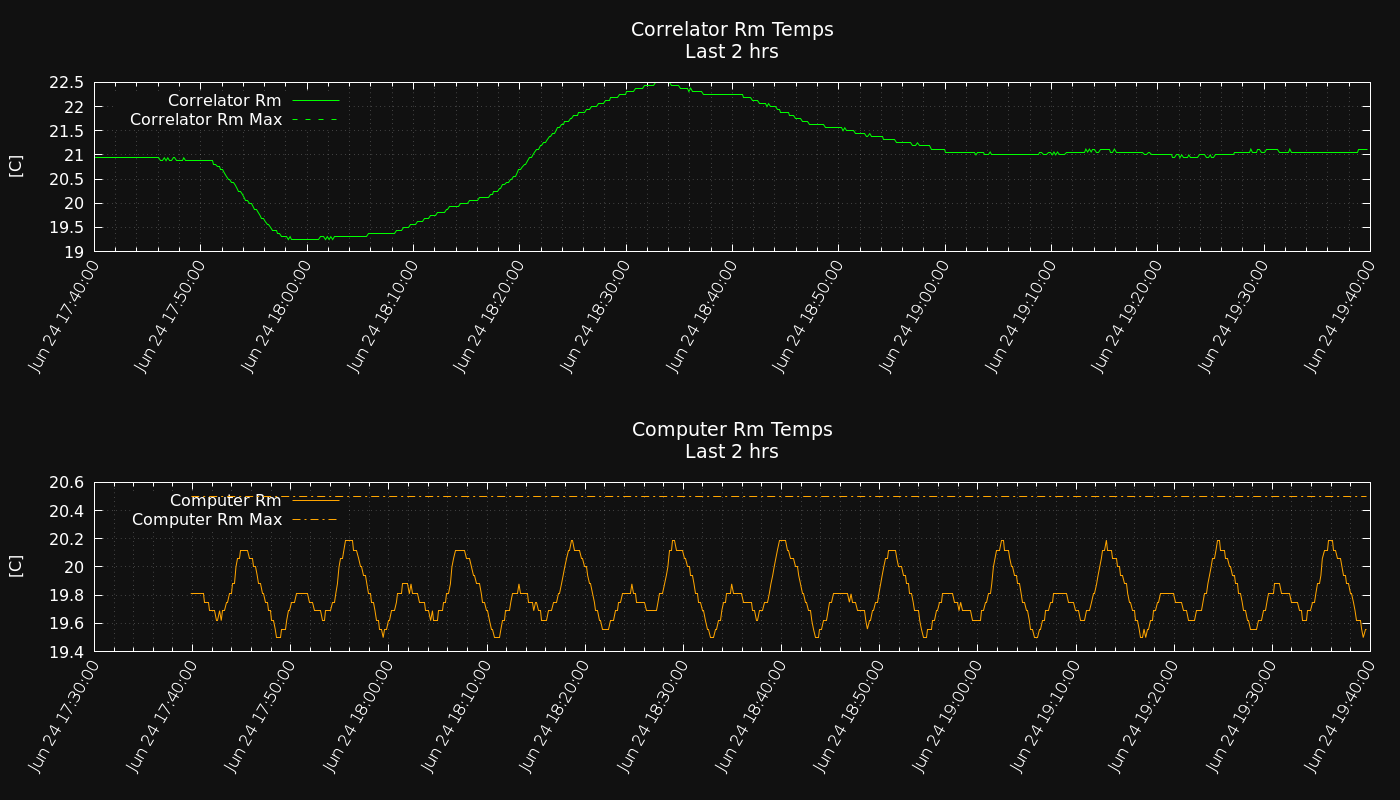 Correlator Rm Temps
Last 2 hrs
22.5
22
21.5
21
20.5
20
19.5
19
[C]
Correlator Rm
Correlator Rm Max
Jun 24 17:40:00
Jun 24 17:50:00
Jun 24 18:00:00
Jun 24 18:10:00
Jun 24 18:20:00
Jun 24 18:30:00
Jun 24 18:40:00
Jun 24 18:50:00
Jun 24 19:00:00
Jun 24 19:10:00
Jun 24 19:20:00
Jun 24 19:30:00
Jun 24 19:40:00
Computer Rm Temps
Last 2 hrs
20.6
20.4
20.2
20
19.8
19.6
19.4
[C]
Computer Rm
Computer Rm Max
Jun 24 17:30:00
Jun 24 17:40:00
Jun 24 17:50:00
Jun 24 18:00:00
Jun 24 18:10:00
Jun 24 18:20:00
Jun 24 18:30:00
Jun 24 18:40:00
Jun 24 18:50:00
Jun 24 19:00:00
Jun 24 19:10:00
Jun 24 19:20:00
Jun 24 19:30:00
Jun 24 19:40:00